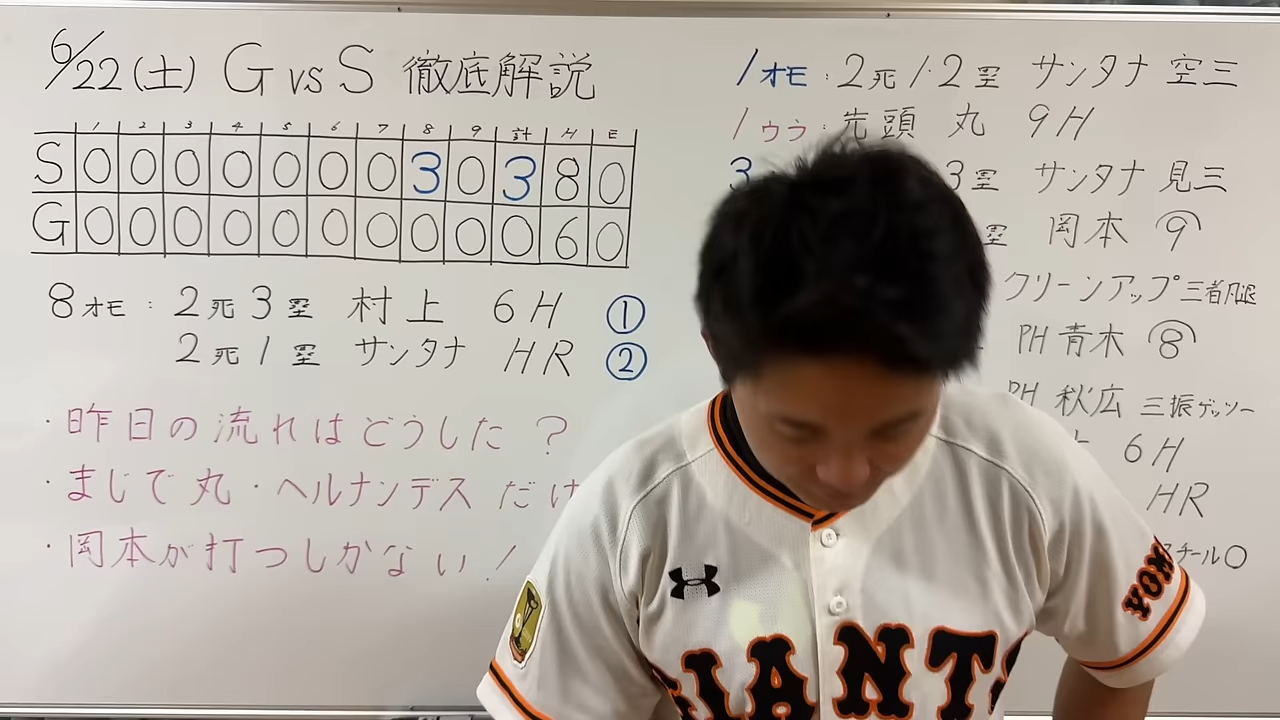 6/22(土) G vs S 徹底解説
1 2 3 4 5 6 7 8 9 計 H E
S 0 0 0 0 0 0 0 3 0 3 8 0
G 0 0 0 0 0 0 0 0 0 0 6 0
8オモ：2死3塁 村上 6H ①
2死1塁 サンタナ HR ②
・昨日の流れはどうした？
・まじで丸・ヘルナンデスだけ
・岡本が打つしかない！
1オモ：2死1·2塁 サンタナ 空三
1ウラ：先頭 丸 9H
3 3塁 サンタナ 見三
塁 岡本 ⑨
クリーンアップ三者凡退
PH 青木 ⑧
PH 秋広 三振ゲッツー
6H
HR
スチール〇
GIANTS